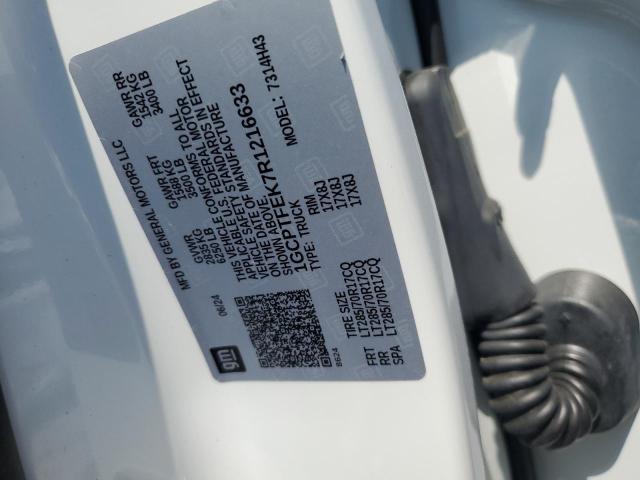 gm
MFD BY GENERAL MOTORS LLC
06/24 GVWR GAWR FRT GAWR RR
2835 KG 1588 KG 1542 KG
6250 LB 3500 LB 3400 LB
THIS VEHICLE CONFORMS TO ALL
APPLICABLE U.S. FEDERAL MOTOR
VEHICLE SAFETY STANDARDS IN EFFECT
ON THE DATE OF MANUFACTURE
SHOWN ABOVE.
1GCPTFEK7R1216633
TYPE: TRUCK MODEL: 7314H43
TIRE SIZE RIM
FRT LT285/70R17CQ 17X8J
RR LT285/70R17CQ 17X8J
SPA LT285/70R17CQ 17X8J